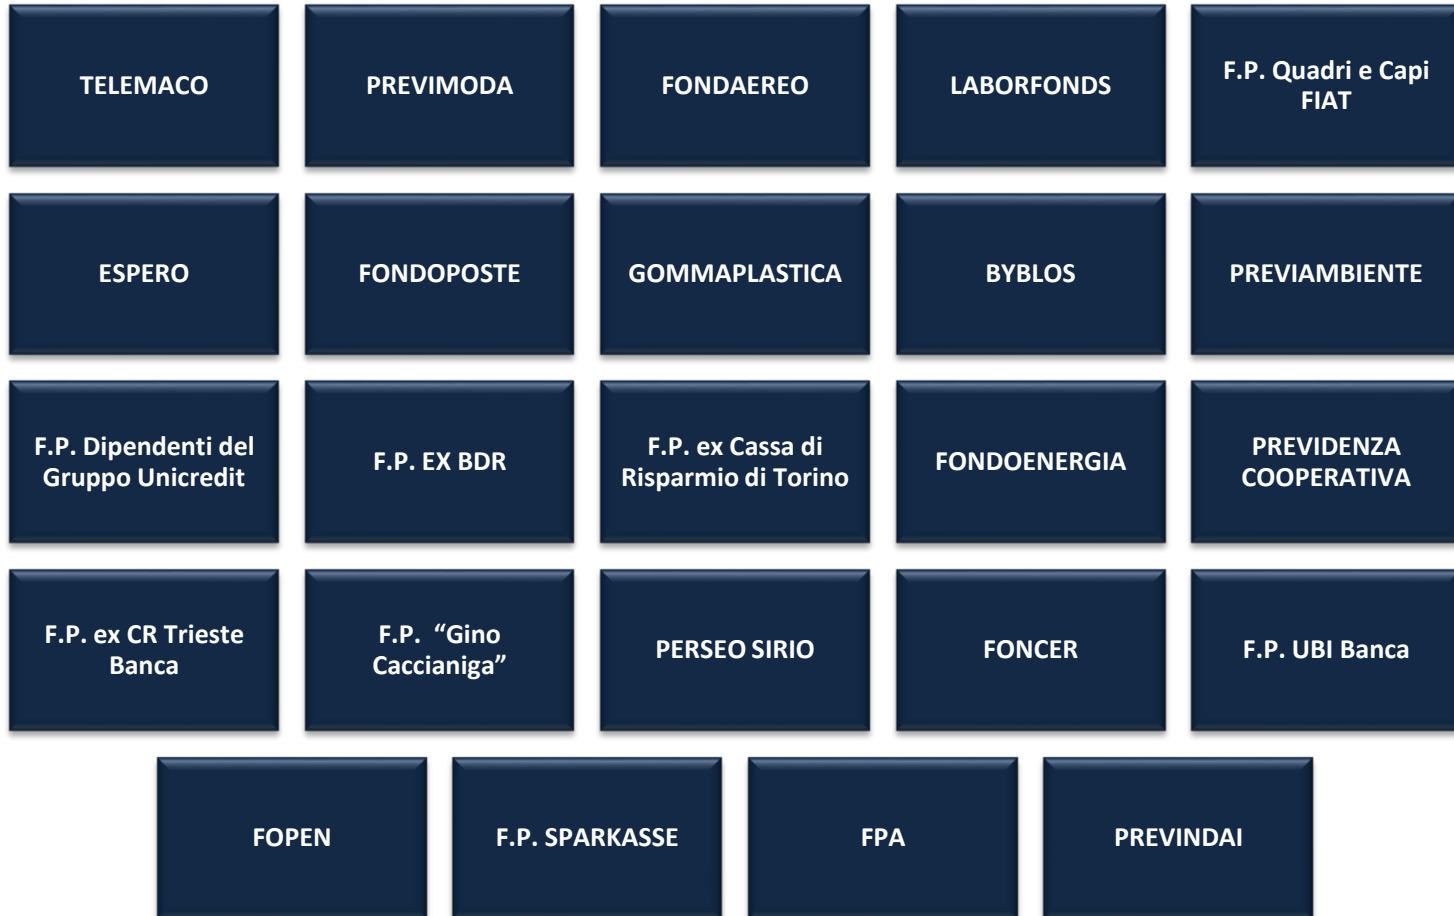 TELEMACO
PREVIMODA
FONDAEREO
LABORFONDS
F.P. Quadri e Capi
FIAT
ESPERO
FONDOPOSTE
GOMMAPLASTICA
BYBLOS
PREVIAMBIENTE
F.P. Dipendenti del
Gruppo Unicredit
F.P. EX BDR
F.P. ex Cassa di
Risparmio di Torino
FONDOENERGIA
PREVIDENZA
COOPERATIVA
F.P. ex CR Trieste
Banca
F.P. “Gino
Caccianiga”
PERSEO SIRIO
FONCER
F.P. UBI Banca
FOPEN
F.P. SPARKASSE
FPA
PREVINDAI